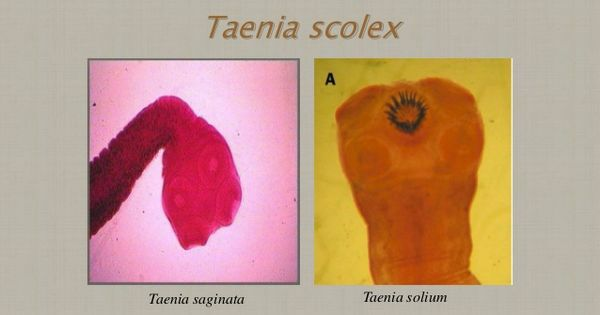 Taenia scolex
A
Taenia saginata
Taenia solium